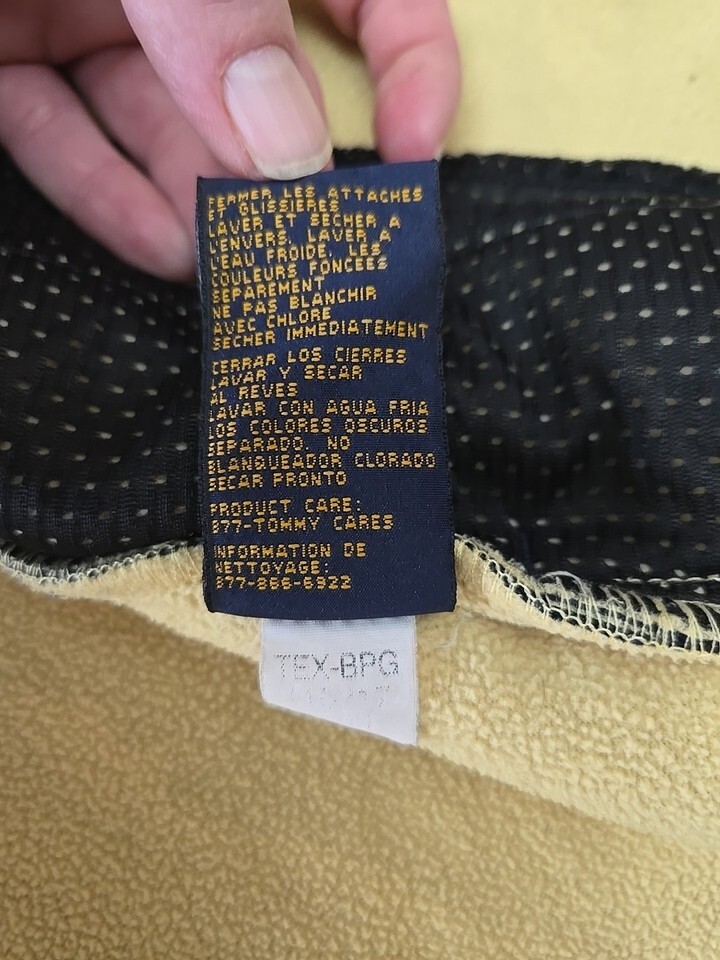 FERMER LES ATTACHES
ET GLISSIERES
LAVER ET SECHER A
L'ENVERS. LAVER A
L'EAU FROIDE. LES
COULEURS FONCEES
SEPAREMENT
NE PAS BLANCHIR
AVEC CHLORE
SECHER IMMEDIATEMENT
CERRAR LOS CIERRES
LAVAR Y SECAR
AL REVES
LAVAR CON AGUA FRIA
LOS COLORES OSCUROS
SEPARADO. NO
BLANQUEADOR CLORADO
SECAR PRONTO
PRODUCT CARE:
877-TOMMY CARES
INFORMATION DE
NETTOYAGE:
877-866-6922
TEX-BPG